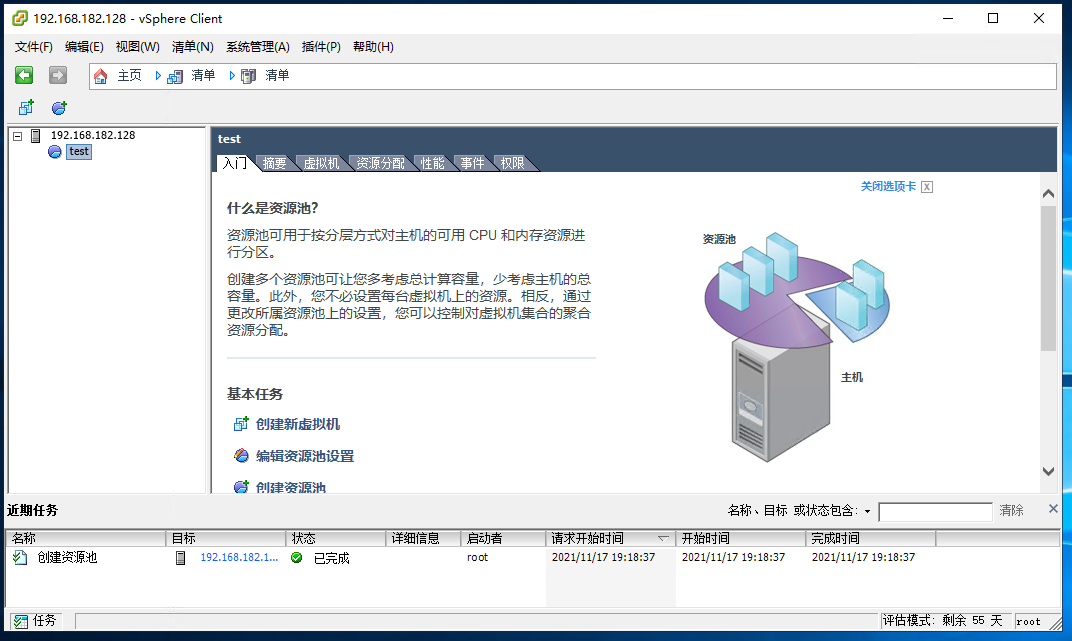 192.168.182.128 - vSphere Client
文件(F) 编辑(E) 视图(W) 清单(N) 系统管理(A) 插件(P) 帮助(H)
主页 清单 清单
192.168.182.128
test
test
入门 摘要 虚拟机 资源分配 性能 事件 权限
关闭选项卡 X
什么是资源池?
资源池可用于按分层方式对主机的可用 CPU 和内存资源进
行分区。
创建多个资源池可让您多考虑总计算容量，少考虑主机的总
容量。此外，您不必设置每台虚拟机上的资源。相反，通过
更改所属资源池上的设置，您可以控制对虚拟机集合的聚合
资源分配。
资源池
主机
基本任务
创建新虚拟机
编辑资源池设置
创建资源池
近期任务 名称、目标 或状态包含: 清除
名称 目标 状态 详细信息 启动者 请求开始时间 开始时间 完成时间
创建资源池 192.168.182.1... 已完成 root 2021/11/17 19:18:37 2021/11/17 19:18:37 2021/11/17 19:18:37
任务 评估模式: 剩余 55 天 root